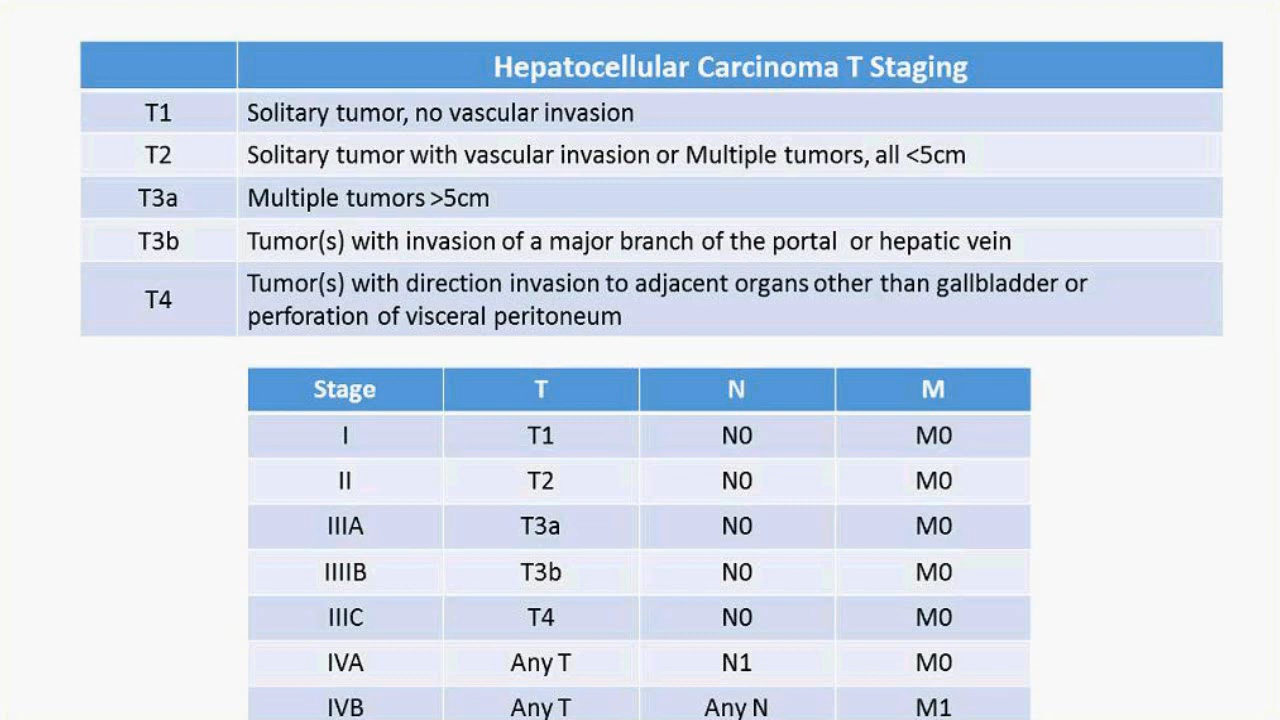 Hepatocellular Carcinoma T Staging
T1 Solitary tumor, no vascular invasion
T2 Solitary tumor with vascular invasion or Multiple tumors, all <5cm
T3a Multiple tumors >5cm
T3b Tumor(s) with invasion of a major branch of the portal or hepatic vein
T4 Tumor(s) with direction invasion to adjacent organs other than gallbladder or
perforation of visceral peritoneum
Stage T N M
I T1 N0 M0
II T2 N0 M0
IIIA T3a N0 M0
IIIIB T3b N0 M0
IIIC T4 N0 M0
IVA Any T N1 M0
IVB Any T Any N M1